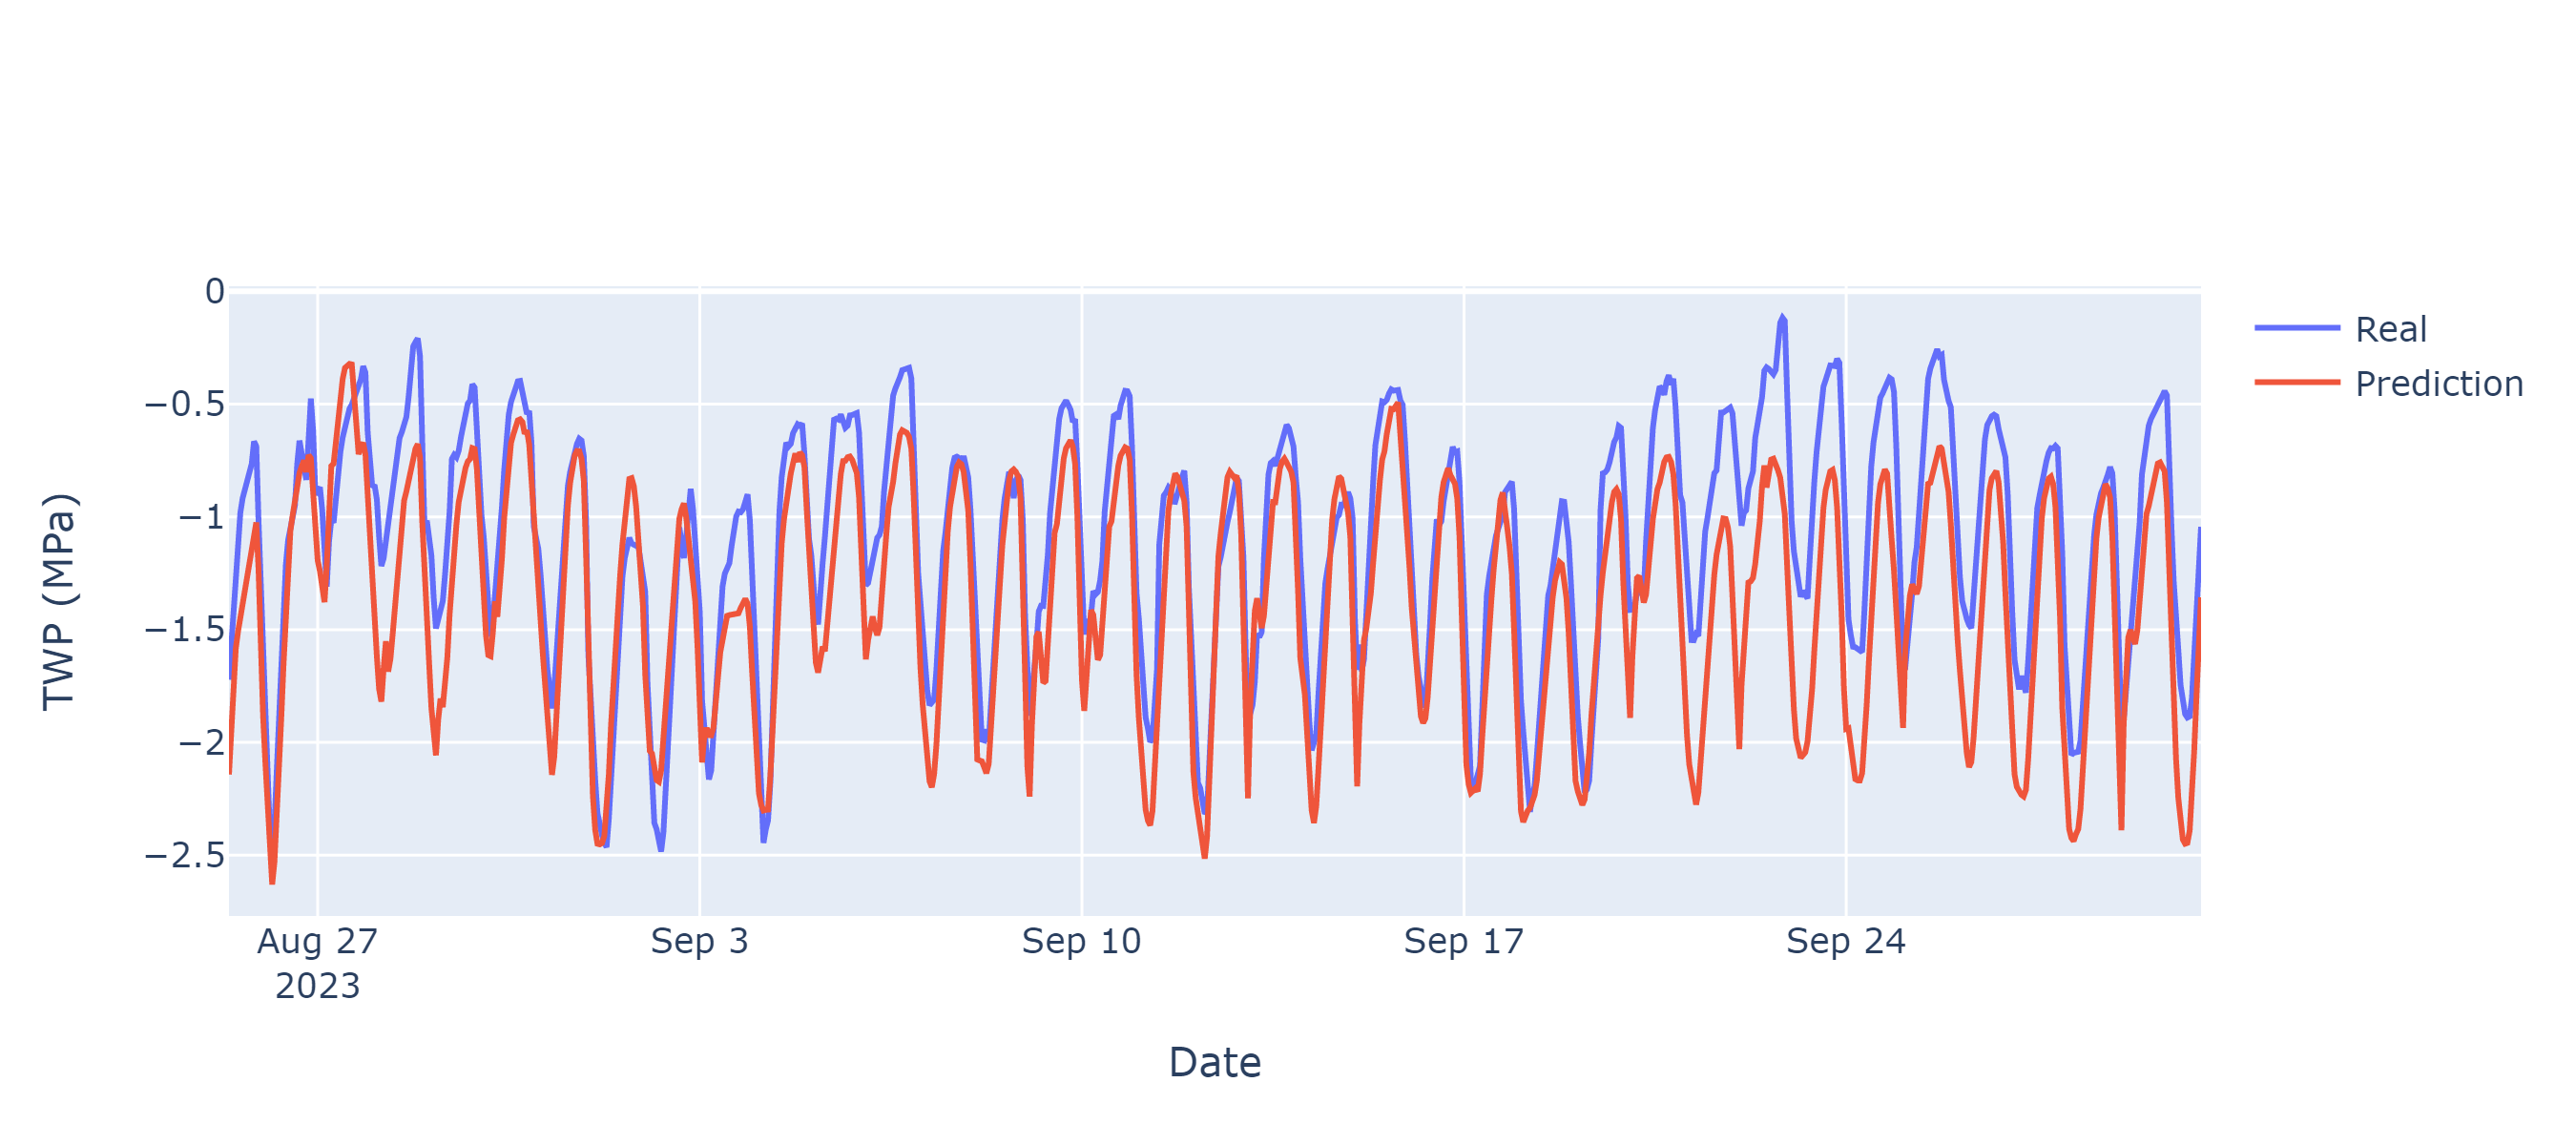 0
−0.5
−1
−1.5
−2
−2.5
TWP (MPa)
Aug 27
2023
Sep 3
Sep 10
Sep 17
Sep 24
Date
Real
Prediction